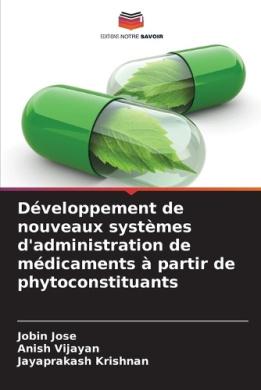 EDITIONS NOTRE SAVOIR
Développement de
nouveaux systèmes
d'administration de
médicaments à partir de
phytoconstituants
Jobin Jose
Anish Vijayan
Jayaprakash Krishnan